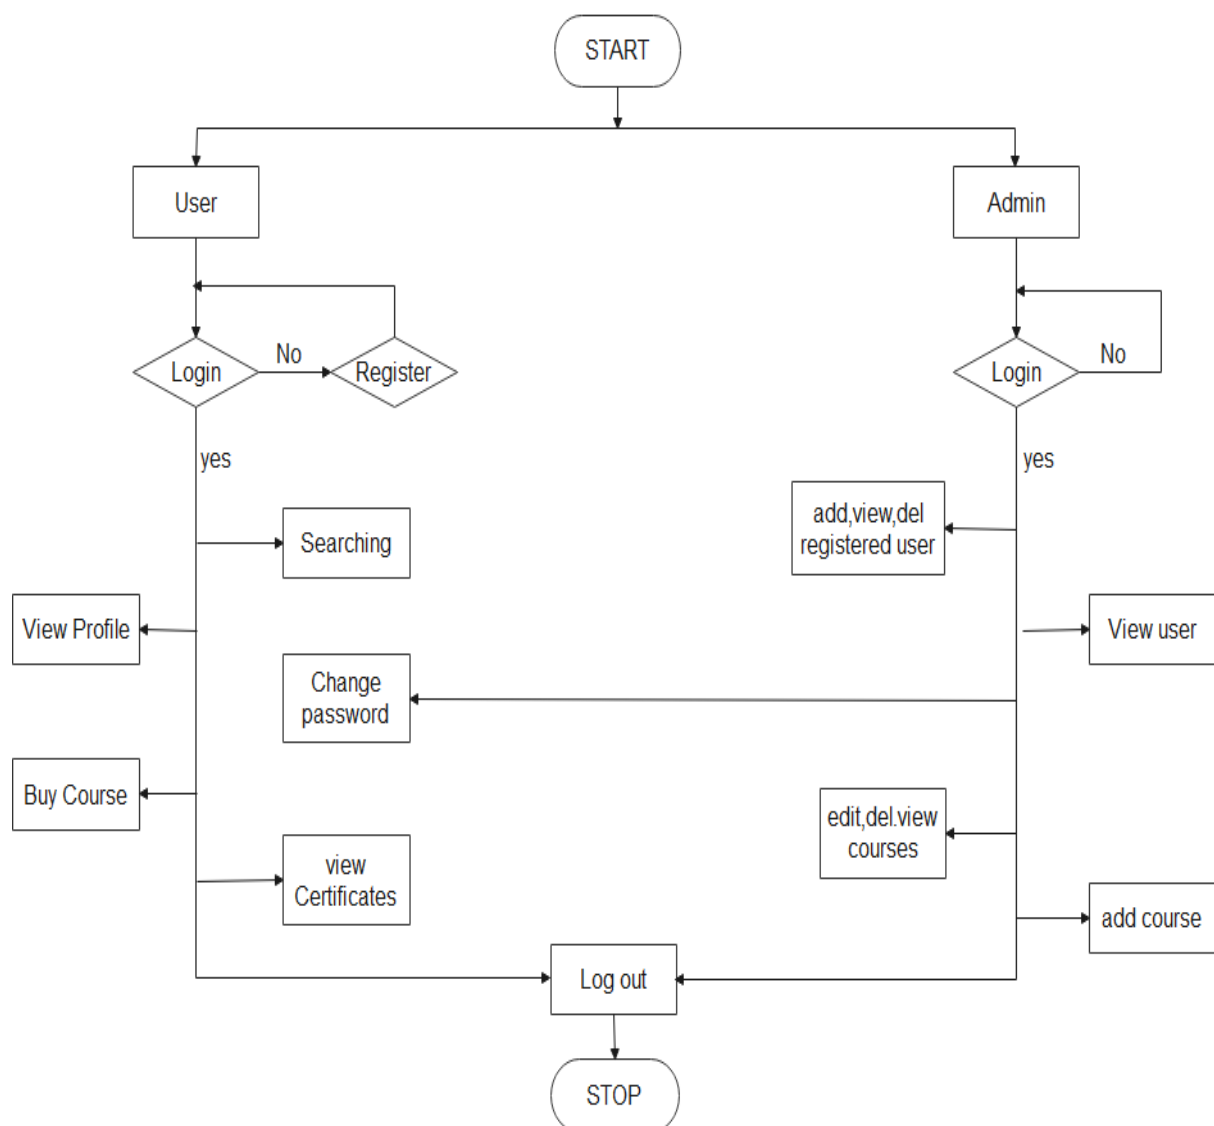 START
User
Admin
Login
No
Register
Login
No
yes
yes
add,view,del
registered user
Searching
View Profile
View user
Change
password
Buy Course
edit,del.view
courses
view
Certificates
add course
Log out
STOP